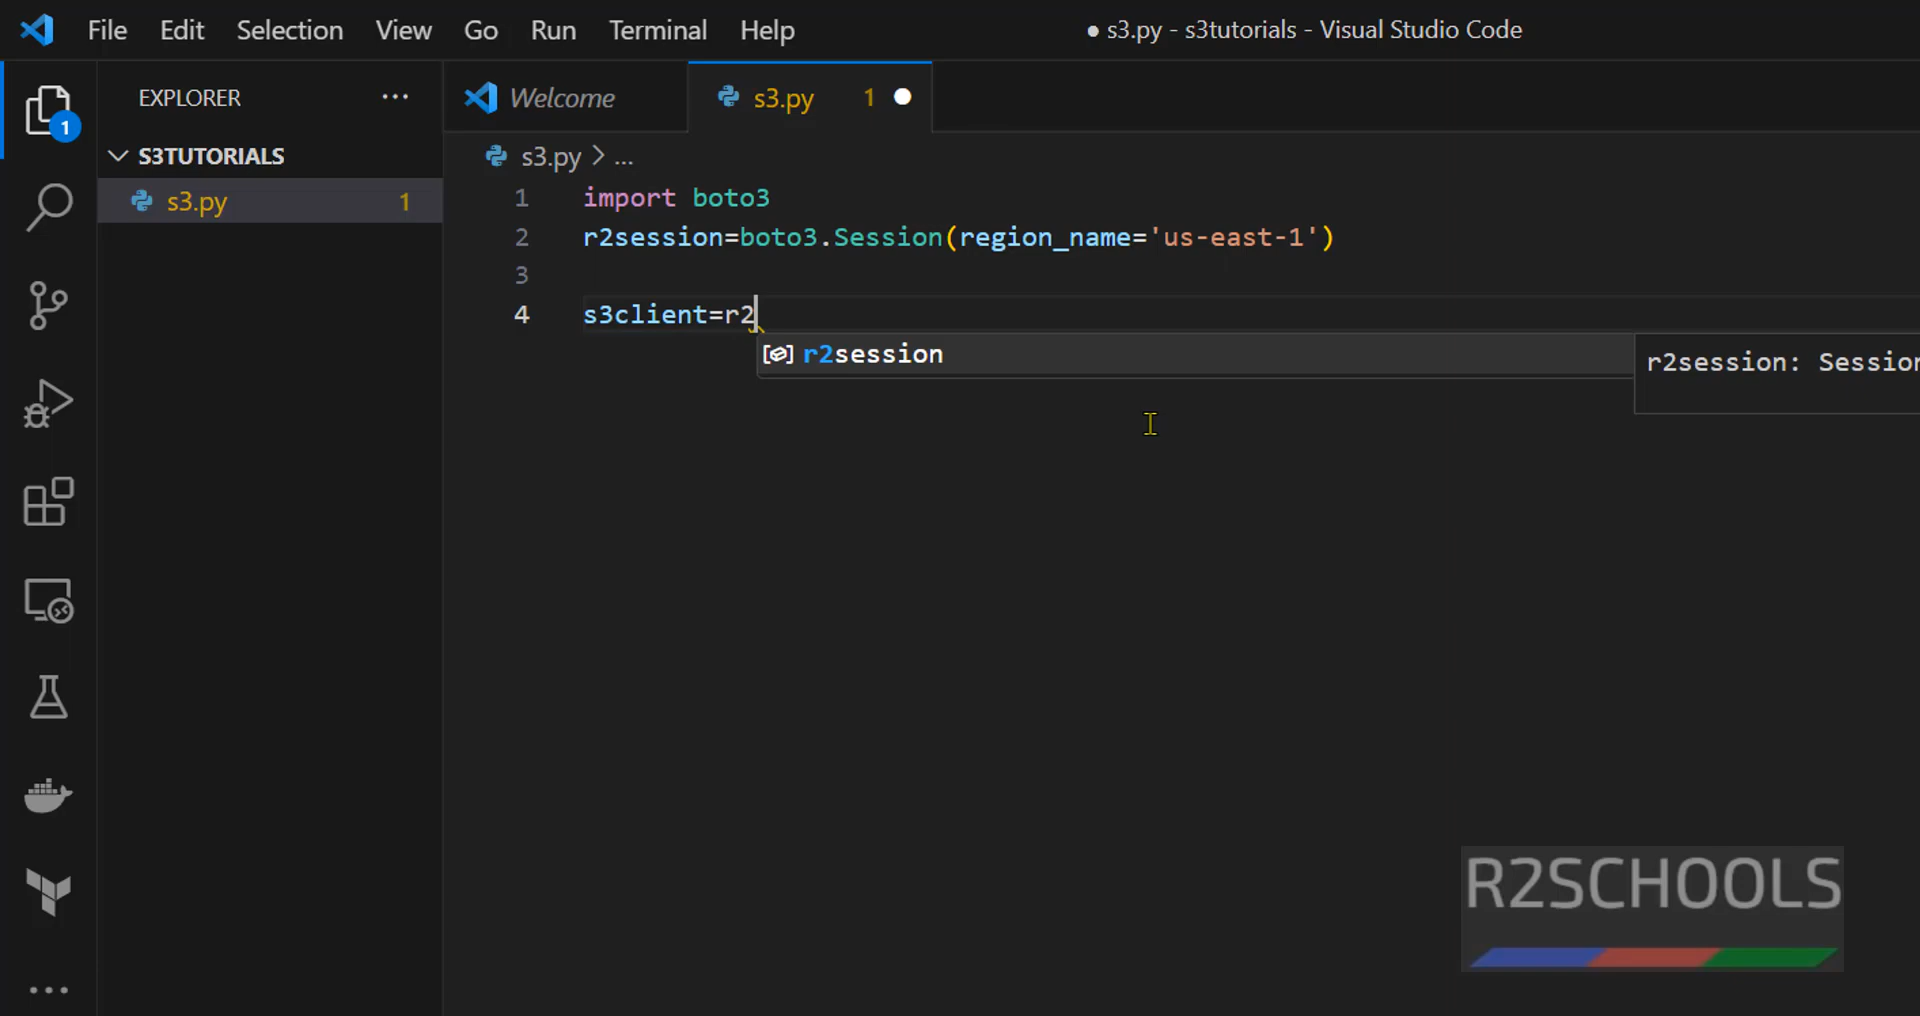 File Edit Selection View Go Run Terminal Help
● s3.py - s3tutorials - Visual Studio Code
EXPLORER ...
Welcome
s3.py 1
1
S3TUTORIALS
s3.py > ...
s3.py 1
1 import boto3
2 r2session=boto3.Session(region_name='us-east-1')
3
4 s3client=r2
r2session
r2session: Session
R2SCHOOLS